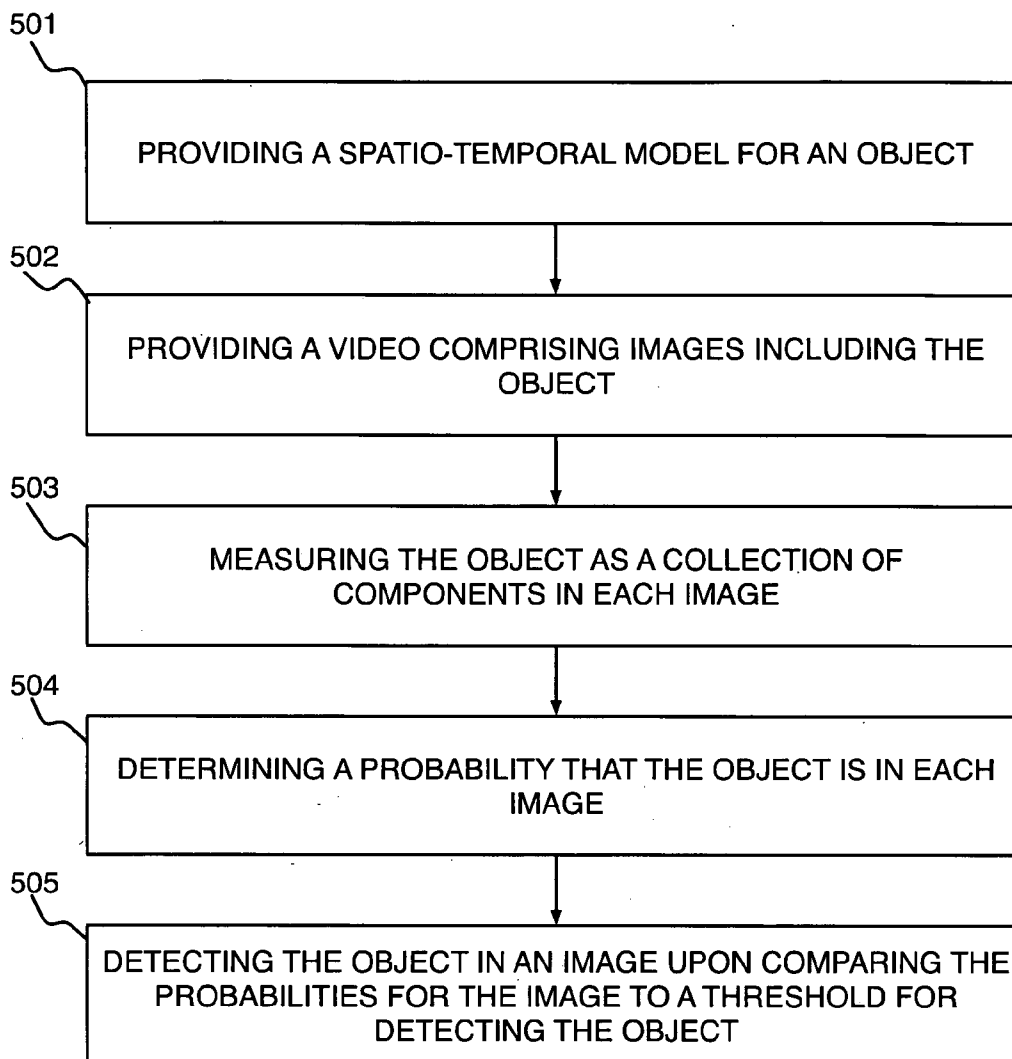 501
PROVIDING A SPATIO-TEMPORAL MODEL FOR AN OBJECT
502
PROVIDING A VIDEO COMPRISING IMAGES INCLUDING THE
OBJECT
503
MEASURING THE OBJECT AS A COLLECTION OF
COMPONENTS IN EACH IMAGE
504
DETERMINING A PROBABILITY THAT THE OBJECT IS IN EACH
IMAGE
505
DETECTING THE OBJECT IN AN IMAGE UPON COMPARING THE
PROBABILITIES FOR THE IMAGE TO A THRESHOLD FOR
DETECTING THE OBJECT